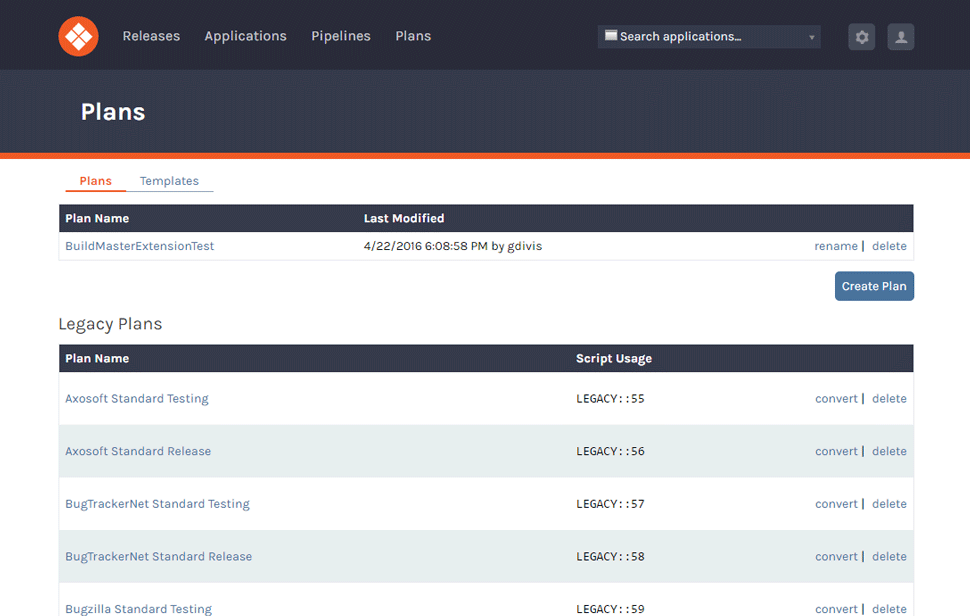 Releases Applications Pipelines Plans Search applications...
Plans
Plans Templates
Plan Name Last Modified
BuildMasterExtensionTest 4/22/2016 6:08:58 PM by gdivis rename | delete
Create Plan
Legacy Plans
Plan Name Script Usage
Axosoft Standard Testing LEGACY::55 convert | delete
Axosoft Standard Release LEGACY::56 convert | delete
BugTrackerNet Standard Testing LEGACY::57 convert | delete
BugTrackerNet Standard Release LEGACY::58 convert | delete
Bugzilla Standard Testing LEGACY::59 convert | delete